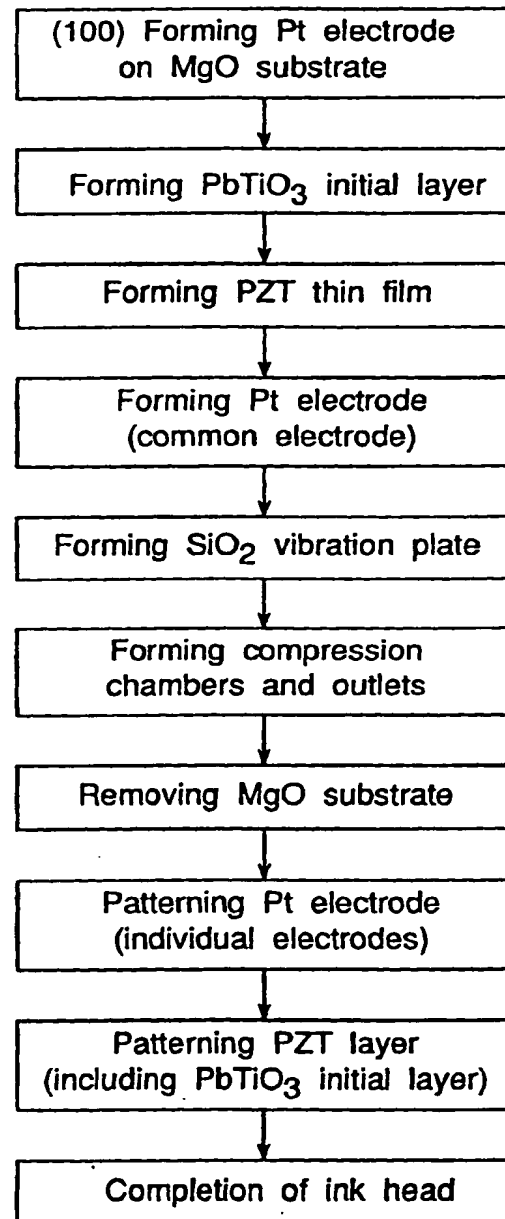 (100) Forming Pt electrode
on MgO substrate
Forming PbTiO₃ initial layer
Forming PZT thin film
Forming Pt electrode
(common electrode)
Forming SiO₂ vibration plate
Forming compression
chambers and outlets
Removing MgO substrate
Patterning Pt electrode
(individual electrodes)
Patterning PZT layer
(including PbTiO₃ initial layer)
Completion of ink head